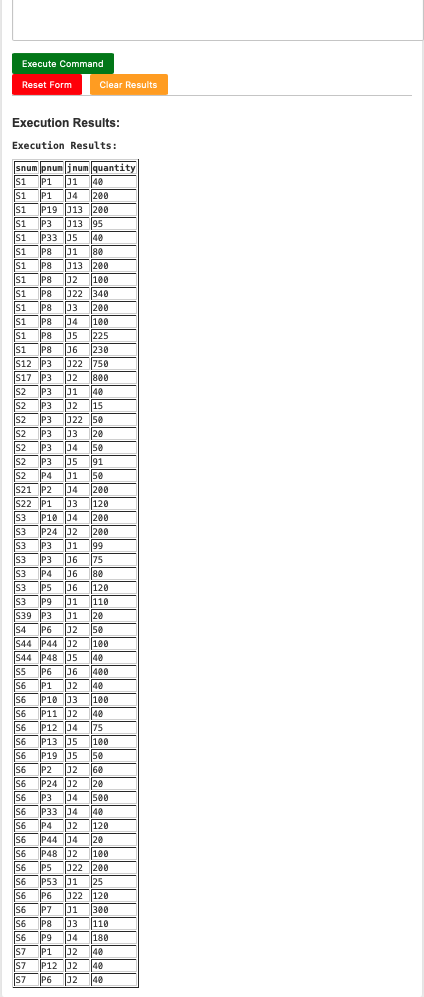 Execute Command
Reset Form Clear Results
Execution Results:
Execution Results:
snum pnum jnum quantity
S1 P1 J1 40
S1 P1 J4 200
S1 P19 J13 200
S1 P3 J13 95
S1 P33 J5 40
S1 P8 J1 80
S1 P8 J13 200
S1 P8 J2 100
S1 P8 J22 340
S1 P8 J3 200
S1 P8 J4 100
S1 P8 J5 225
S1 P8 J6 230
S12 P3 J22 750
S17 P3 J2 800
S2 P3 J1 40
S2 P3 J2 15
S2 P3 J22 50
S2 P3 J3 20
S2 P3 J4 50
S2 P3 J5 91
S2 P4 J1 50
S21 P2 J4 200
S22 P1 J3 120
S3 P10 J4 200
S3 P24 J2 200
S3 P3 J1 99
S3 P3 J6 75
S3 P4 J6 80
S3 P5 J6 120
S3 P9 J1 110
S39 P3 J1 20
S4 P6 J2 50
S44 P44 J2 100
S44 P48 J5 40
S5 P6 J6 400
S6 P1 J2 40
S6 P10 J3 100
S6 P11 J2 40
S6 P12 J4 75
S6 P13 J5 100
S6 P19 J5 50
S6 P2 J2 60
S6 P24 J2 20
S6 P3 J4 500
S6 P33 J4 40
S6 P4 J2 120
S6 P44 J4 20
S6 P48 J2 100
S6 P5 J22 200
S6 P53 J1 25
S6 P6 J22 120
S6 P7 J1 300
S6 P8 J3 110
S6 P9 J4 180
S7 P1 J2 40
S7 P12 J2 40
S7 P6 J2 40